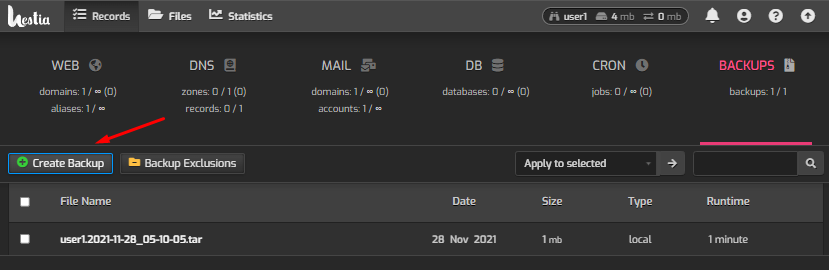 hestia Records Files Statistics user1 4 mb 0 mb
WEB DNS MAIL DB CRON BACKUPS
domains: 1 / ∞ (0) zones: 0 / 1 (0) domains: 1 / ∞ (0) databases: 0 / ∞ (0) jobs: 0 / ∞ (0) backups: 1 / 1
aliases: 1 / ∞ records: 0 / 1 accounts: 1 / ∞
Create Backup Backup Exclusions Apply to selected
File Name Date Size Type Runtime
user1.2021-11-28_05-10-05.tar 28 Nov 2021 1 mb local 1 minute